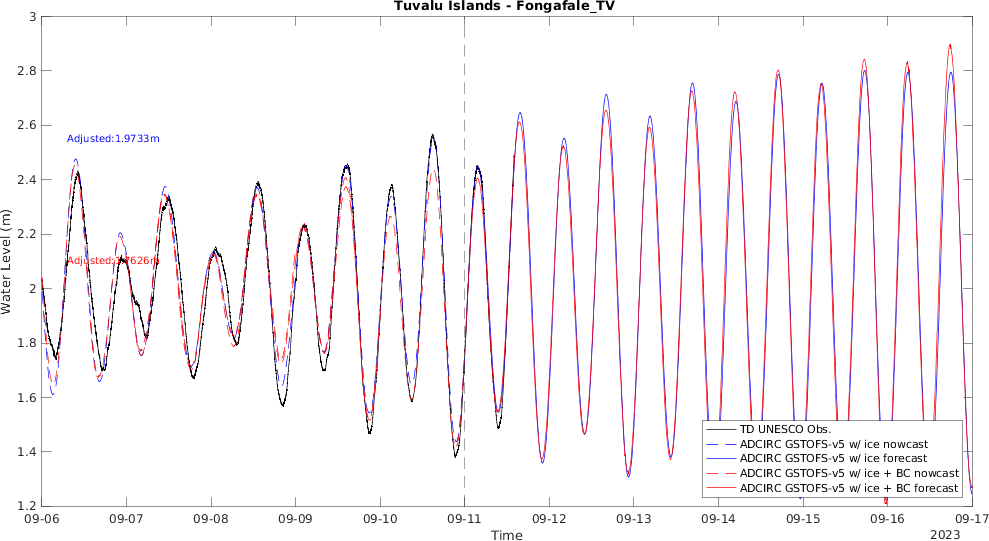 Tuvalu Islands - Fongafale_TV
3
2.8
2.6
2.4
2.2
2
1.8
1.6
1.4
1.2
Water Level (m)
Adjusted:1.9733m
Adjusted:1.7626m
TD UNESCO Obs.
ADCIRC GSTOFS-v5 w/ ice nowcast
ADCIRC GSTOFS-v5 w/ ice forecast
ADCIRC GSTOFS-v5 w/ ice + BC nowcast
ADCIRC GSTOFS-v5 w/ ice + BC forecast
09-06 09-07 09-08 09-09 09-10 09-11 09-12 09-13 09-14 09-15 09-16 09-17
Time
2023